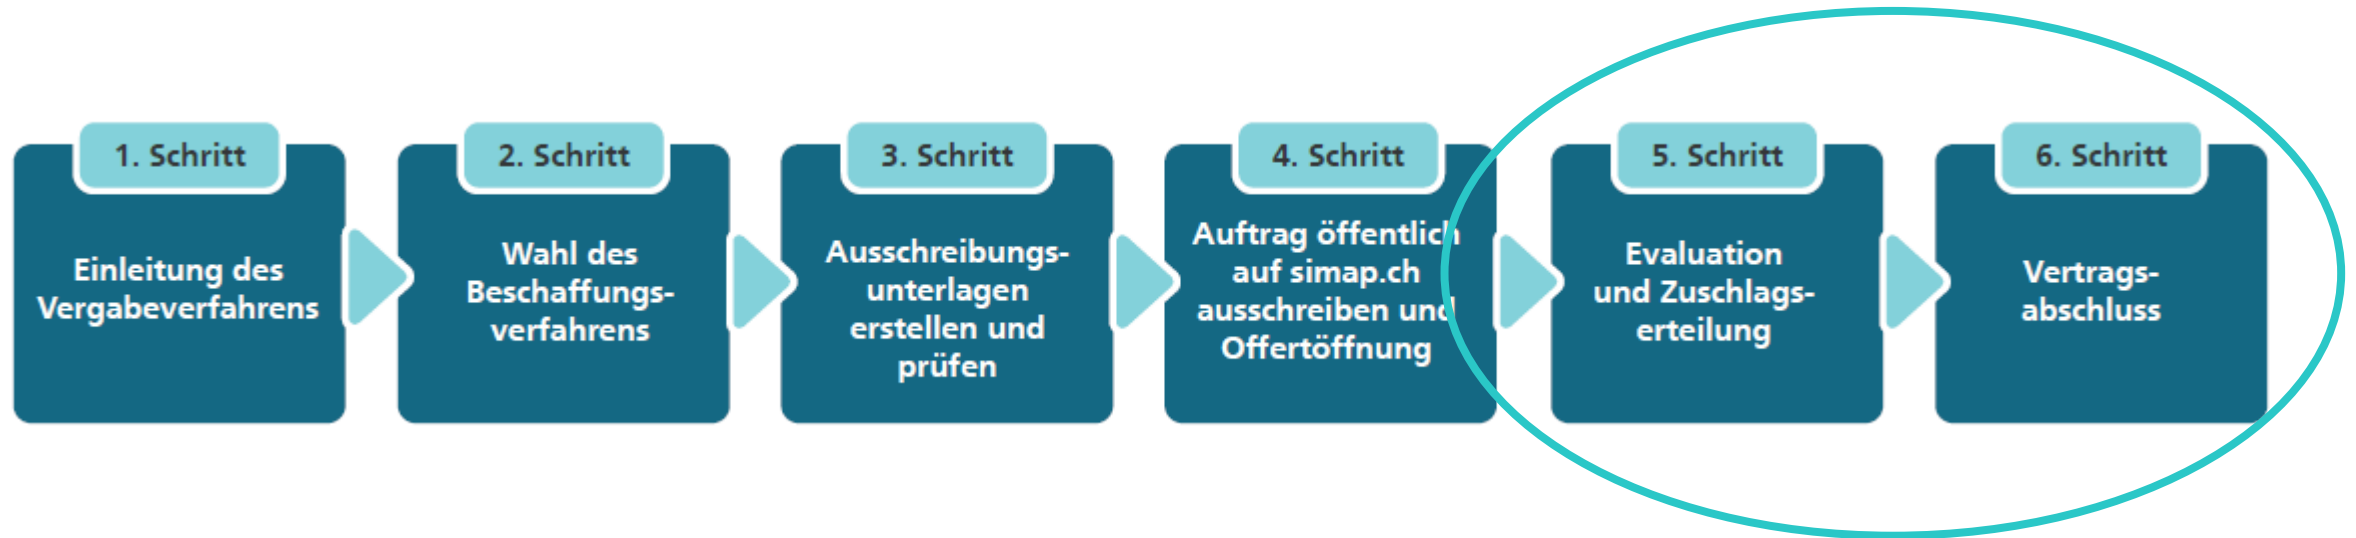 1. Schritt
Einleitung des
Vergabeverfahrens
2. Schritt
Wahl des
Beschaffungs-
verfahrens
3. Schritt
Ausschreibungs-
unterlagen
erstellen und
prüfen
4. Schritt
Auftrag öffentlich
auf simap.ch
ausschreiben und
Offertöffnung
5. Schritt
Evaluation
und Zuschlags-
erteilung
6. Schritt
Vertrags-
abschluss